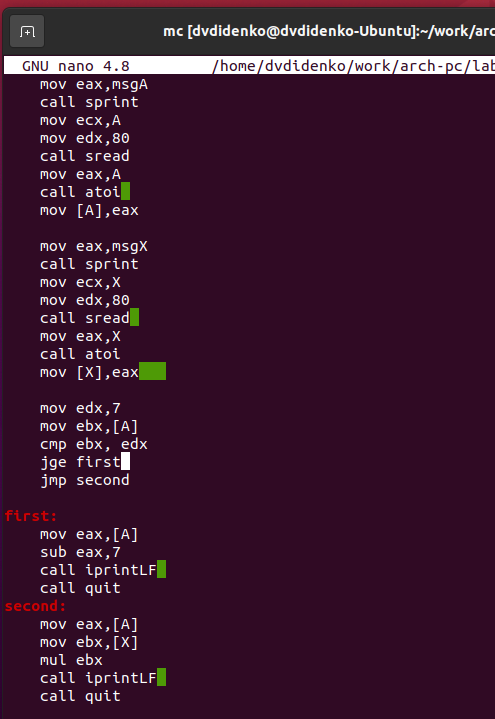 mc [dvdidenko@dvdidenko-Ubuntu]:~/work/arc
GNU nano 4.8 /home/dvdidenko/work/arch-pc/lab
mov eax,msgA
call sprint
mov ecx,A
mov edx,80
call sread
mov eax,A
call atoi
mov [A],eax
mov eax,msgX
call sprint
mov ecx,X
mov edx,80
call sread
mov eax,X
call atoi
mov [X],eax
mov edx,7
mov ebx,[A]
cmp ebx, edx
jge first
jmp second
first:
mov eax,[A]
sub eax,7
call iprintLF
call quit
second:
mov eax,[A]
mov ebx,[X]
mul ebx
call iprintLF
call quit